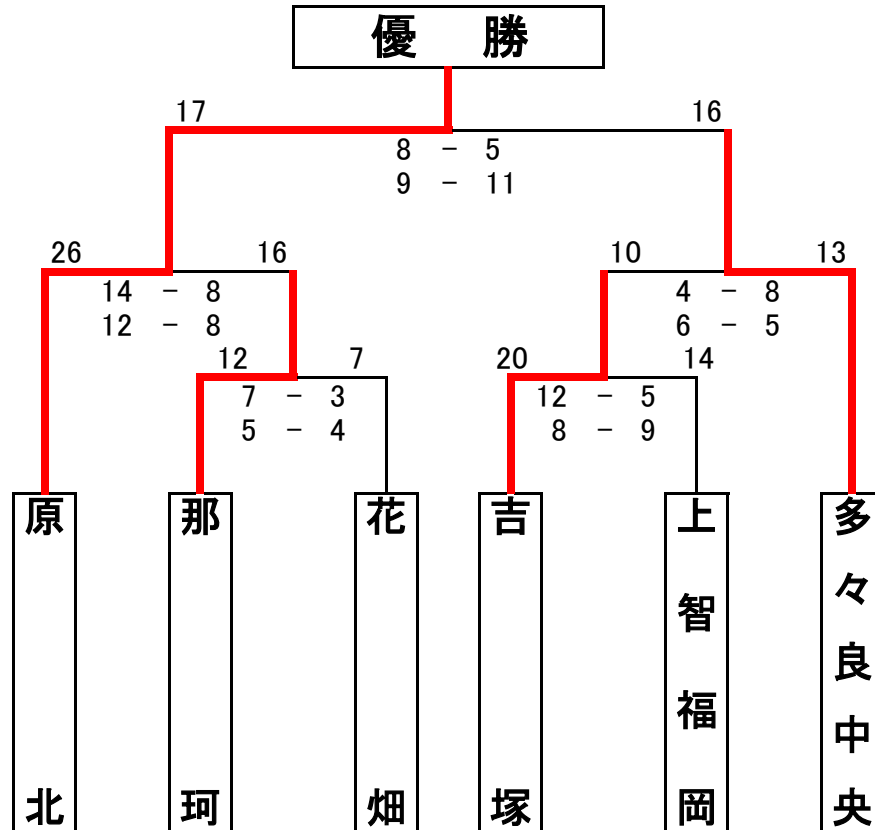 優 勝
17 16
8 - 5
9 - 11
26 16 10 13
14 - 8 4 - 8
12 - 8 6 - 5
12 7 20 14
7 - 3 12 - 5
5 - 4 8 - 9
原北
那珂
花畑
吉塚
上智福岡
多々良中央